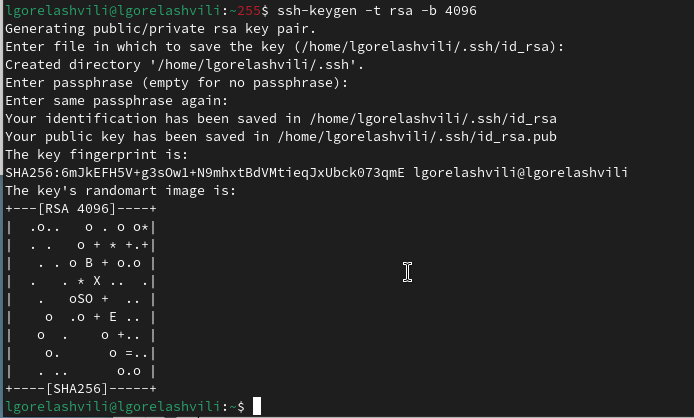 lgorelashvili@lgorelashvili:~255$ ssh-keygen -t rsa -b 4096
Generating public/private rsa key pair.
Enter file in which to save the key (/home/lgorelashvili/.ssh/id_rsa):
Created directory '/home/lgorelashvili/.ssh'.
Enter passphrase (empty for no passphrase):
Enter same passphrase again:
Your identification has been saved in /home/lgorelashvili/.ssh/id_rsa
Your public key has been saved in /home/lgorelashvili/.ssh/id_rsa.pub
The key fingerprint is:
SHA256:6mJkEFH5V+g3sOw1+N9mhxtBdVMtieqJxUbck073qmE lgorelashvili@lgorelashvili
The key's randomart image is:
+---[RSA 4096]----+
|  .o..   o . o o*|
|  . .   o + * +.+|
|   . . o B + o.o |
|  .   . * X ..  .|
|   .   oSO +  .. |
|    o  .o + E .. |
|   o  .    o +.. |
|    o.      o =..|
|   . ..      o.o |
+----[SHA256]-----+
lgorelashvili@lgorelashvili:~$